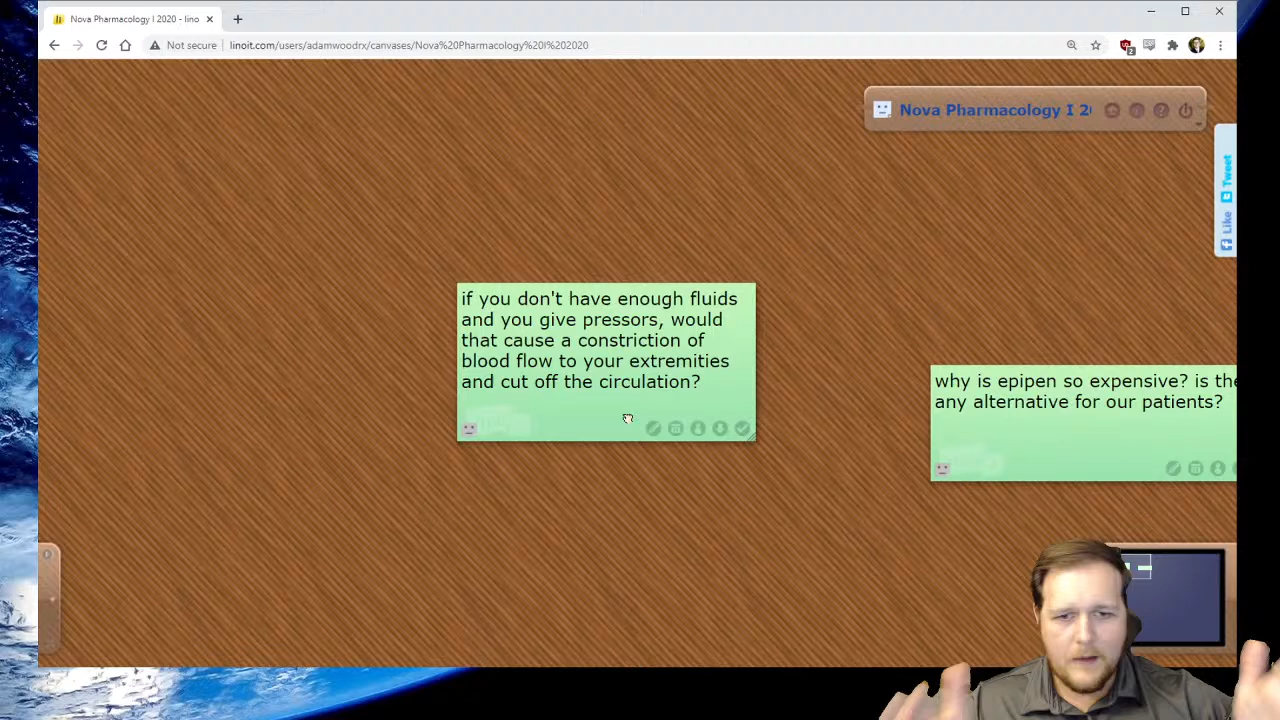 Nova Pharmacology I 2020 - lino
Not secure
linoit.com/users/adamwoodrx/canvases/Nova%20Pharmacology%20I%202020
2
Nova Pharmacology I 2
Tweet
Like
if you don't have enough fluids
and you give pressors, would
that cause a constriction of
blood flow to your extremities
and cut off the circulation?
why is epipen so expensive? is the
any alternative for our patients?